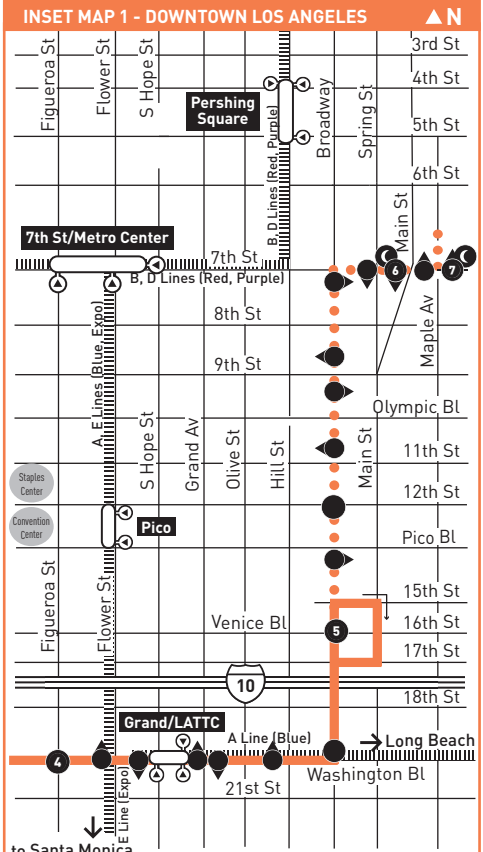 INSET MAP 1 - DOWNTOWN LOS ANGELES
N
Figueroa St
Flower St
S Hope St
3rd St
4th St
Pershing
Square
Broadway
Spring St
5th St
6th St
B, D Lines (Red, Purple)
Main St
7th St/Metro Center
7th St
B, D Lines (Red, Purple)
6
7
8th St
Maple Av
A, E Lines (Blue, Expo)
9th St
Olympic Bl
S Hope St
Grand Av
Olive St
Hill St
Main St
11th St
Staples
Center
12th St
Convention
Center
Pico
Pico Bl
15th St
Figueroa St
Flower St
Venice Bl
5
16th St
17th St
10
18th St
Grand/LATTC
A Line (Blue)
Long Beach
4
Washington Bl
E Line (Expo)
21st St
to Santa Monica